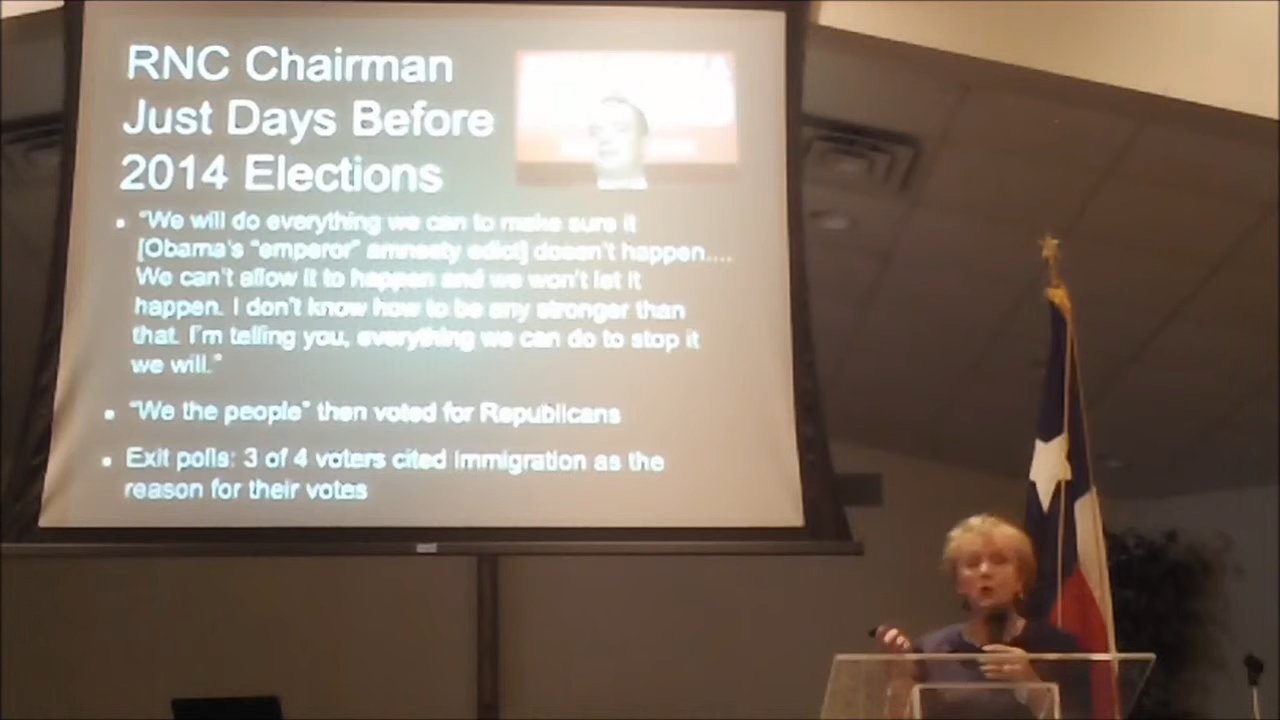 RNC Chairman
Just Days Before
2014 Elections
• “We will do everything we can to make sure it
[Obama's “emperor” amnesty edict] doesn't happen....
We can't allow it to happen and we won't let it
happen. I don't know how to be any stronger than
that. I'm telling you, everything we can do to stop it
we will.”
• “We the people” then voted for Republicans
• Exit polls: 3 of 4 voters cited immigration as the
reason for their votes